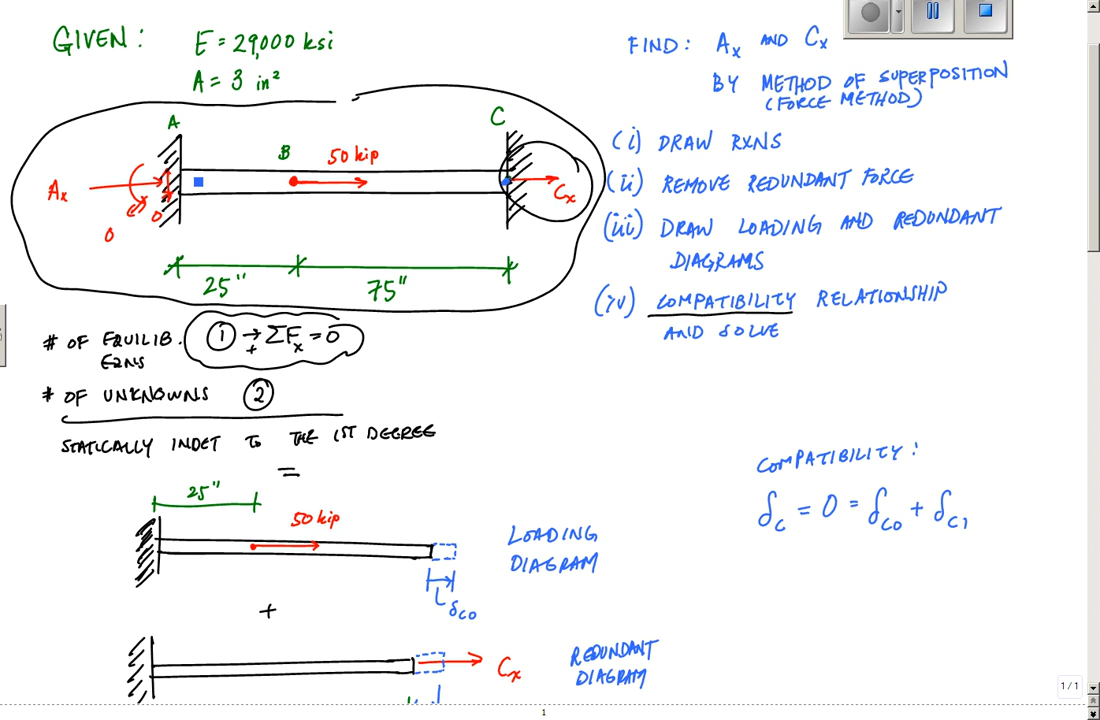 GIVEN: E = 29,000 ksi
A = 3 in²
FIND: Ax AND Cx
BY METHOD OF SUPERPOSITION
(FORCE METHOD)
(i) DRAW RXNS
(ii) REMOVE REDUNDANT FORCE
(iii) DRAW LOADING AND REDUNDANT
DIAGRAMS
(iv) COMPATIBILITY RELATIONSHIP
AND SOLVE
A
C
B
50 kip
Ax
Cx
0
0
25"
75"
# OF EQUILIB. ① →+ ΣFx = 0
EQNS
# OF UNKNOWNS ②
STATICALLY INDET TO THE 1ST DEGREE
=
25"
50 kip
LOADING
DIAGRAM
δC0
+
Cx
REDUNDANT
DIAGRAM
COMPATIBILITY:
δC = 0 = δC0 + δC1
1/1
1